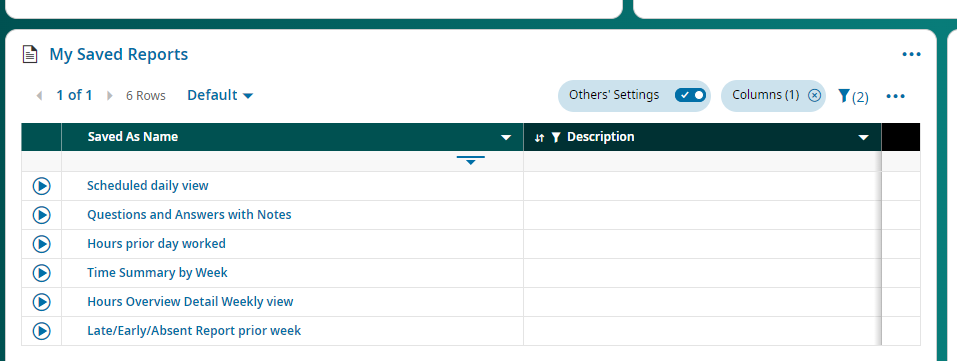 My Saved Reports
1 of 1 6 Rows Default Others' Settings Columns (1) (2)
Saved As Name Description
Scheduled daily view
Questions and Answers with Notes
Hours prior day worked
Time Summary by Week
Hours Overview Detail Weekly view
Late/Early/Absent Report prior week